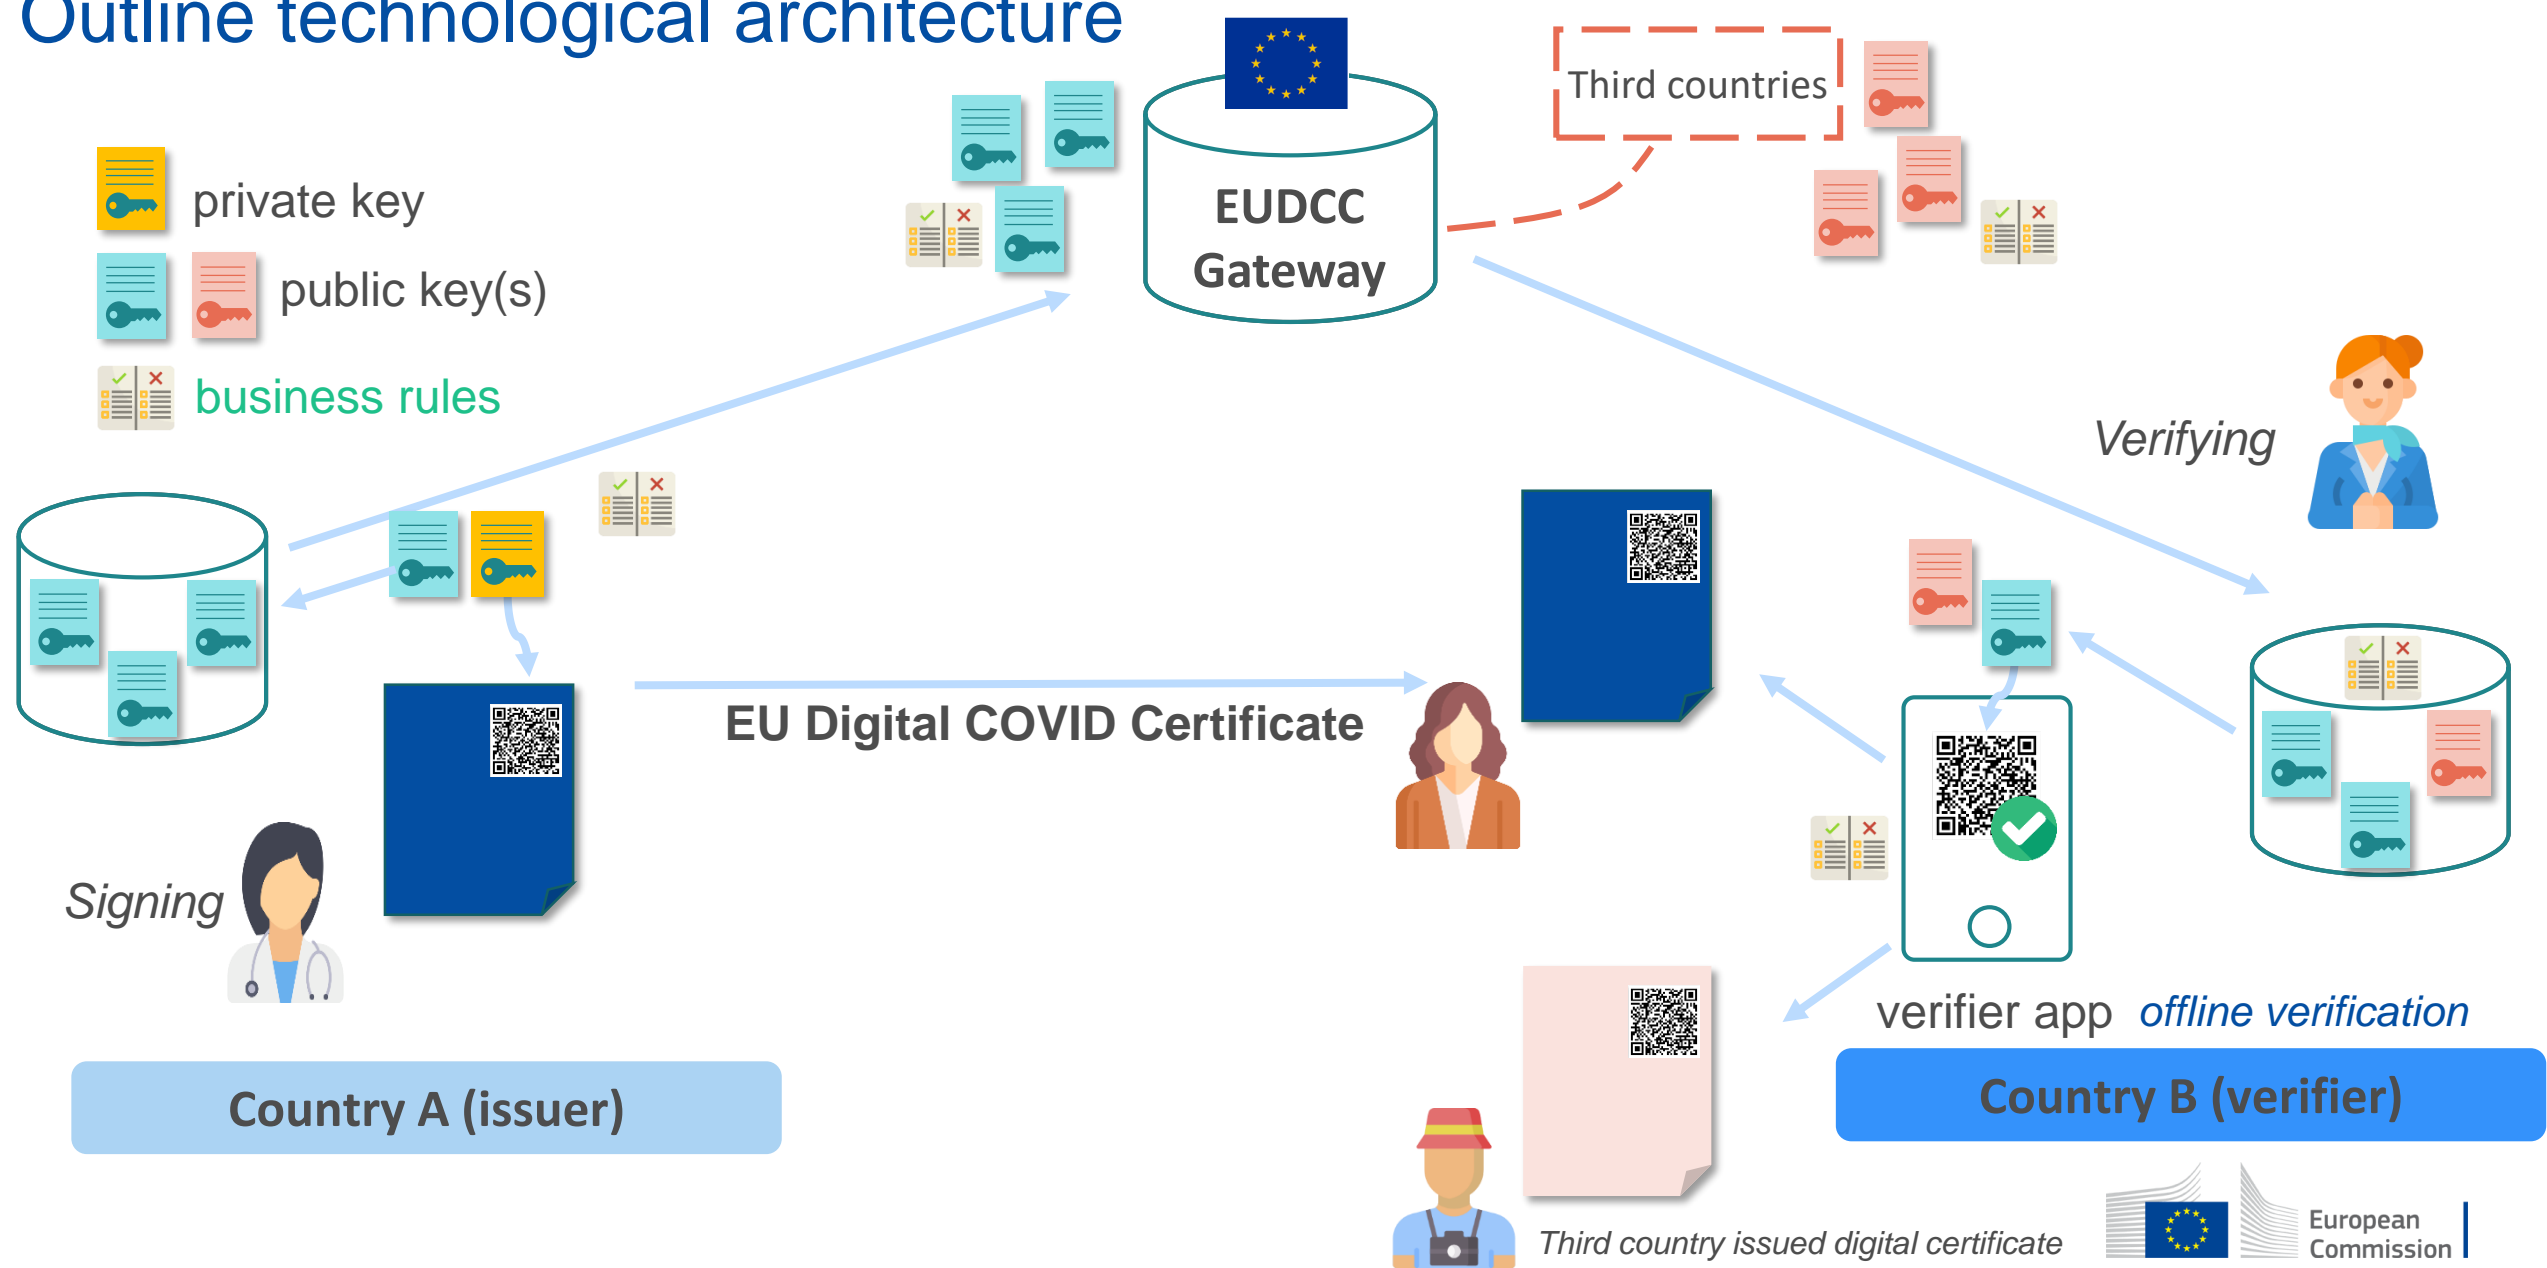 Outline technological architecture
Third countries
EUDCC
Gateway
private key
public key(s)
business rules
Verifying
EU Digital COVID Certificate
Signing
verifier app offline verification
Country A (issuer)
Country B (verifier)
Third country issued digital certificate
European
Commission